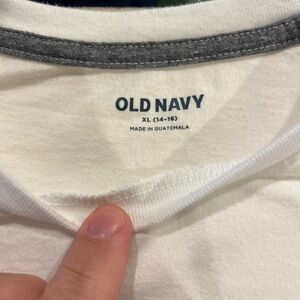 OLD NAVY
XL (14-16)
MADE IN GUATEMALA